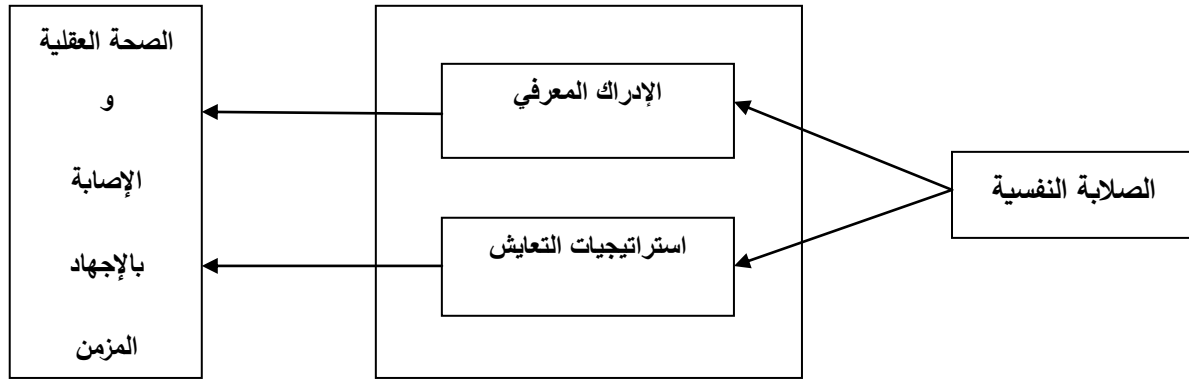 الصلابة النفسية
الإدراك المعرفي
استراتيجيات التعايش
الصحة العقلية
و
الإصابة
بالإجهاد
المزمن